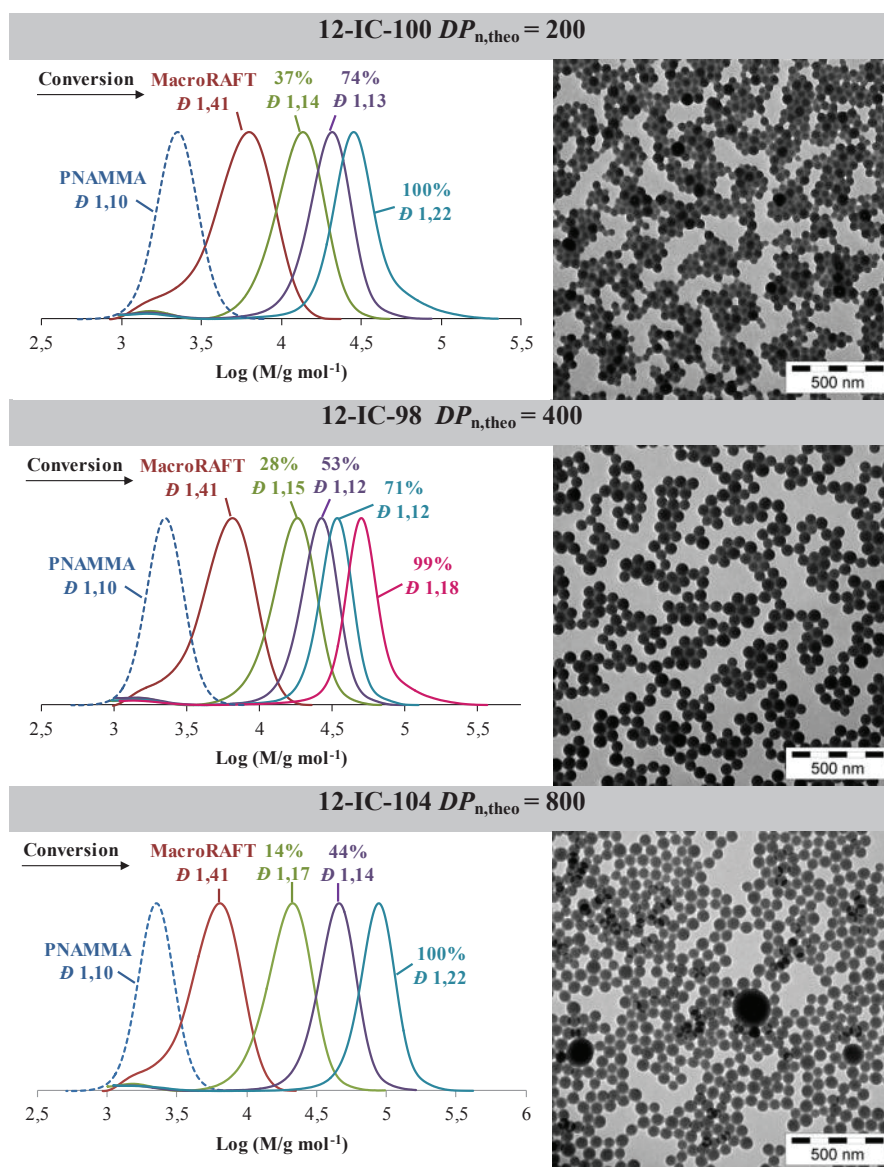 12-IC-100 DPn,theo = 200
Conversion
MacroRAFT
Đ 1,41
37%
Đ 1,14
74%
Đ 1,13
PNAMMA
Đ 1,10
100%
Đ 1,22
2,5 3 3,5 4 4,5 5 5,5
Log (M/g mol-1)
500 nm
12-IC-98 DPn,theo = 400
Conversion
MacroRAFT
Đ 1,41
28%
Đ 1,15
53%
Đ 1,12
71%
Đ 1,12
PNAMMA
Đ 1,10
99%
Đ 1,18
2,5 3 3,5 4 4,5 5 5,5
Log (M/g mol-1)
500 nm
12-IC-104 DPn,theo = 800
Conversion
MacroRAFT
Đ 1,41
14%
Đ 1,17
44%
Đ 1,14
PNAMMA
Đ 1,10
100%
Đ 1,22
2,5 3 3,5 4 4,5 5 5,5 6
Log (M/g mol-1)
500 nm